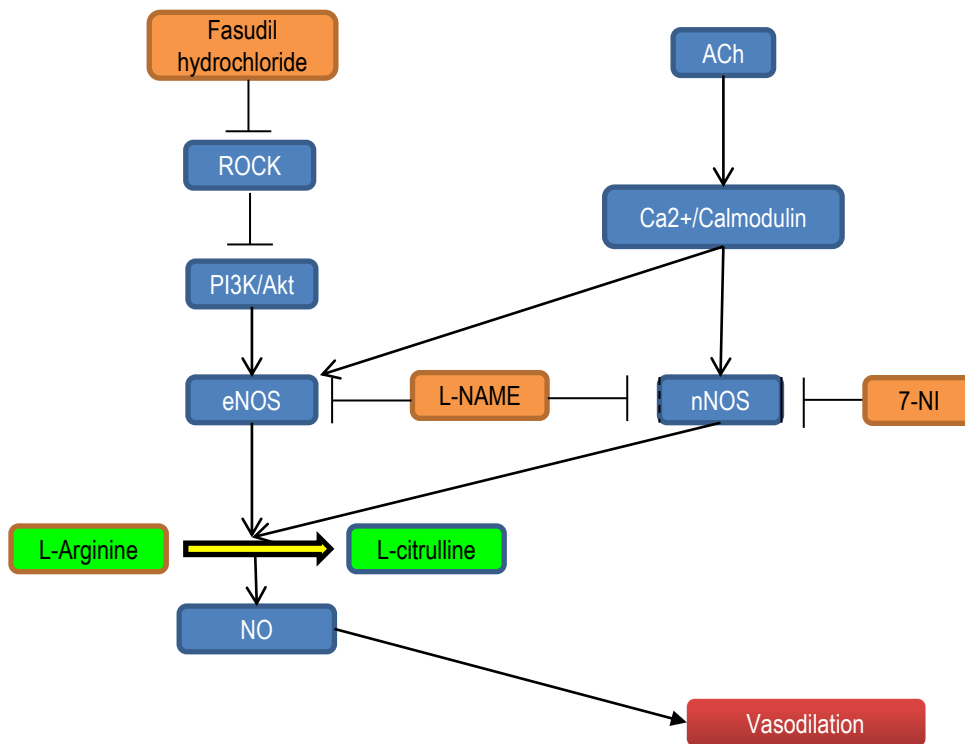 Fasudil
hydrochloride
ACh
ROCK
Ca2+/Calmodulin
PI3K/Akt
eNOS
L-NAME
nNOS
7-NI
L-Arginine
L-citrulline
NO
Vasodilation